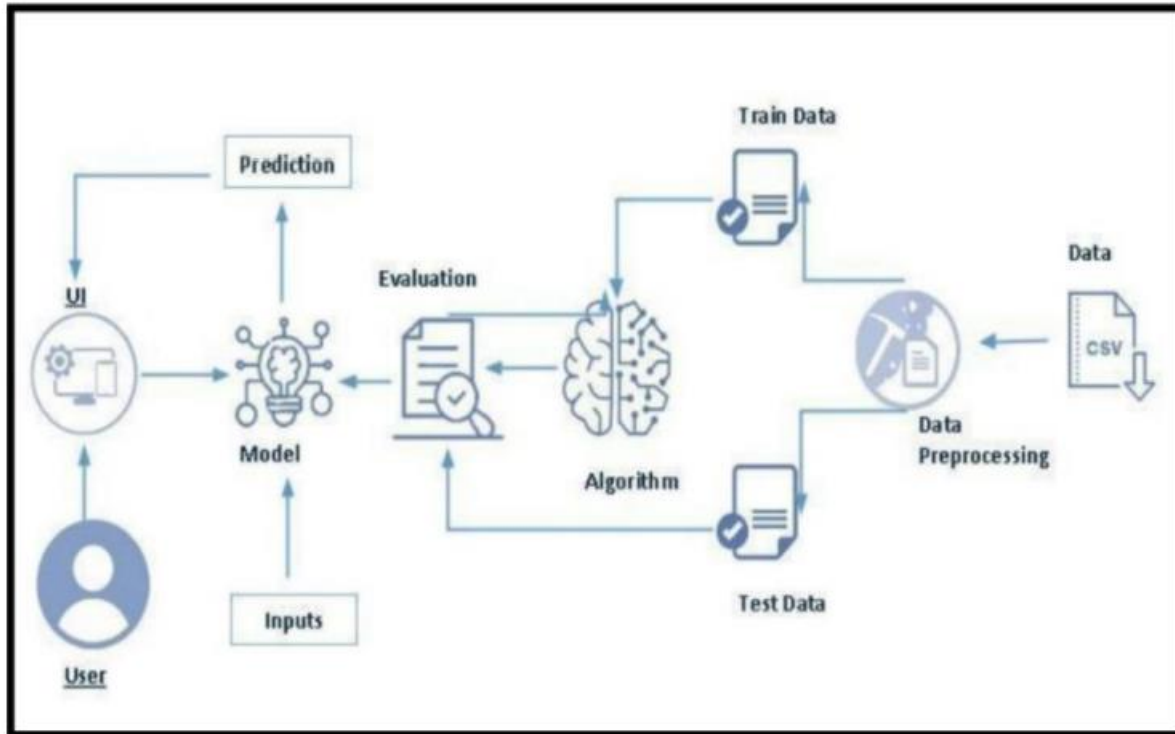 Train Data
Prediction
Data
Evaluation
UI
CSV
Model
Data
Preprocessing
Algorithm
Test Data
Inputs
User